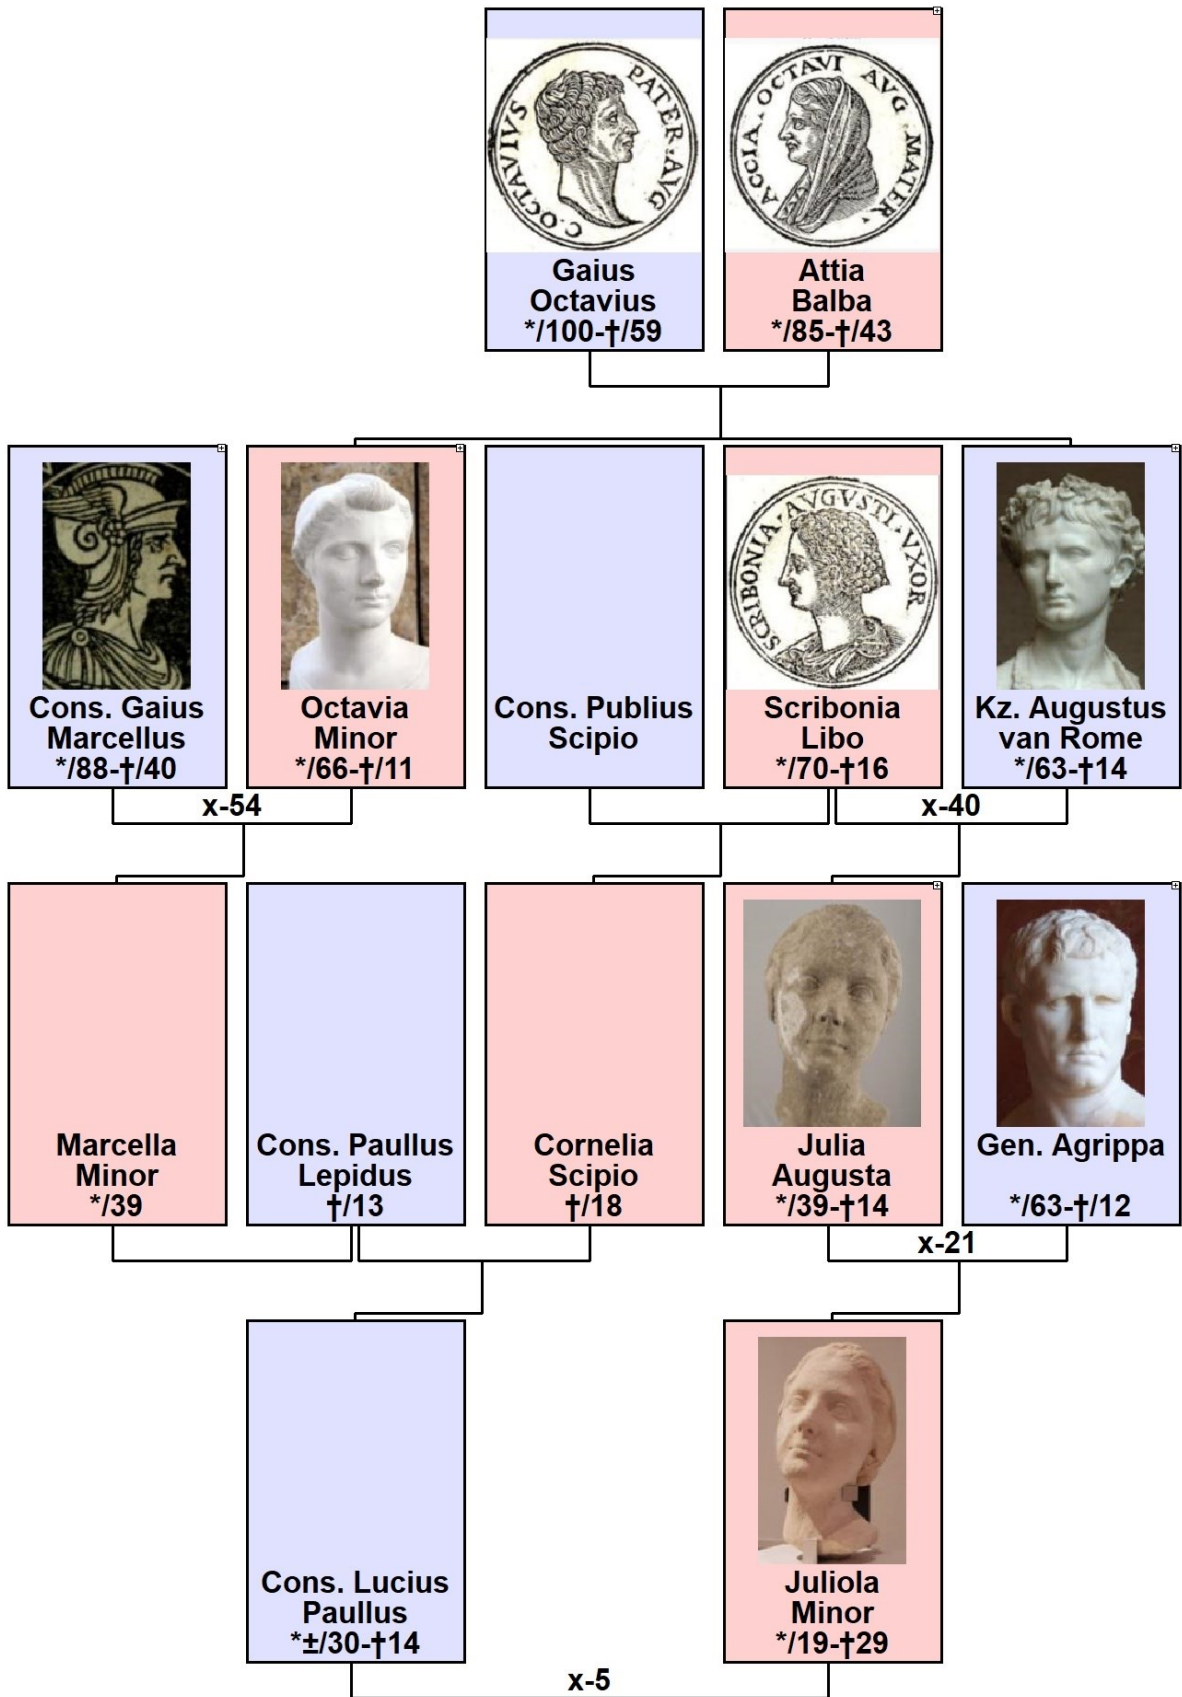 C. OCTAVIVS PATER. AVG
ACCIA. OCTAVI AVG MATER.
Gaius
Octavius
*/100-†/59
Attia
Balba
*/85-†/43
SCRIBONIA. AVGVSTI. VXOR
Cons. Gaius
Marcellus
*/88-†/40
Octavia
Minor
*/66-†/11
Cons. Publius
Scipio
Scribonia
Libo
*/70-†16
Kz. Augustus
van Rome
*/63-†14
x-54
x-40
Marcella
Minor
*/39
Cons. Paullus
Lepidus
†/13
Cornelia
Scipio
†/18
Julia
Augusta
*/39-†14
Gen. Agrippa
*/63-†/12
x-21
Cons. Lucius
Paullus
*±/30-†14
Juliola
Minor
*/19-†29
x-5